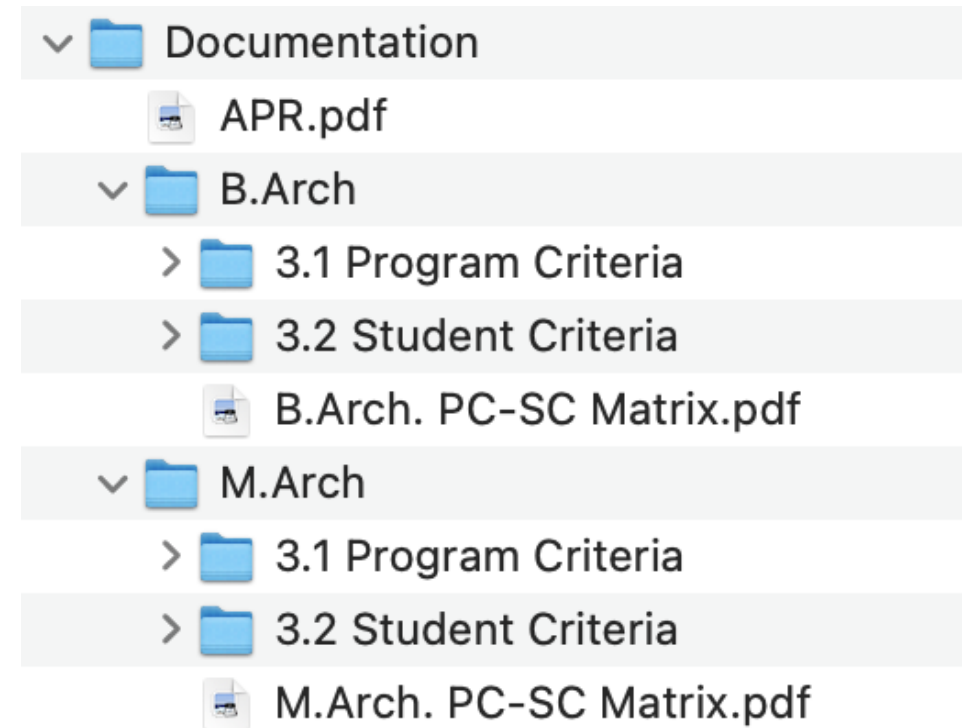 Documentation
APR.pdf
B.Arch
3.1 Program Criteria
3.2 Student Criteria
B.Arch. PC-SC Matrix.pdf
M.Arch
3.1 Program Criteria
3.2 Student Criteria
M.Arch. PC-SC Matrix.pdf